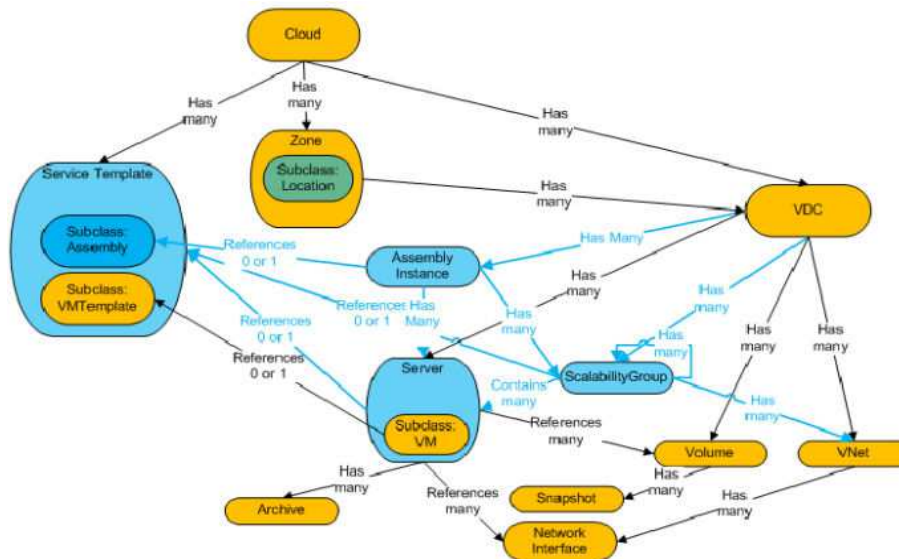 Cloud
Has
many
Has
many
Has
many
Zone
Subclass:
Location
Service Template
Subclass:
Assembly
Subclass:
VMTemplate
Has
many
VDC
References
0 or 1
Assembly
Instance
Has Many
References
0 or 1
Has
Many
Has
many
Has
many
Has
many
References
0 or 1
References
0 or 1
Has
many
Has
many
Has
many
Server
Subclass:
VM
Contains
many
ScalabilityGroup
Has
many
References
many
Volume
VNet
Has
many
Archive
References
many
Snapshot
Has
many
Network
Interface
Has
many